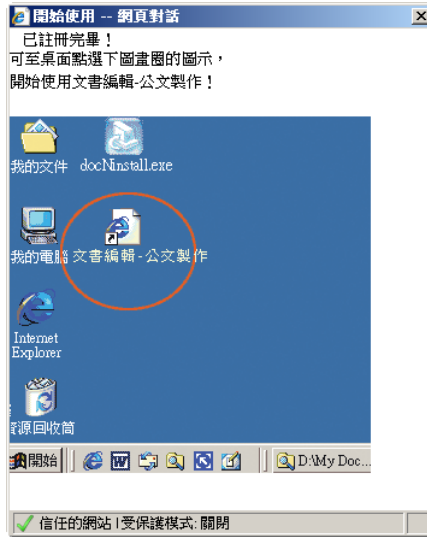 開始使用 -- 網頁對話
已註冊完畢！
可至桌面點選下圖畫圈的圖示，
開始使用文書編輯-公文製作！
我的文件 docNinstall.exe
我的電腦 文書編輯-公文製作
Internet
Explorer
資源回收筒
開始 D:\My Doc...
信任的網站 | 受保護模式: 關閉